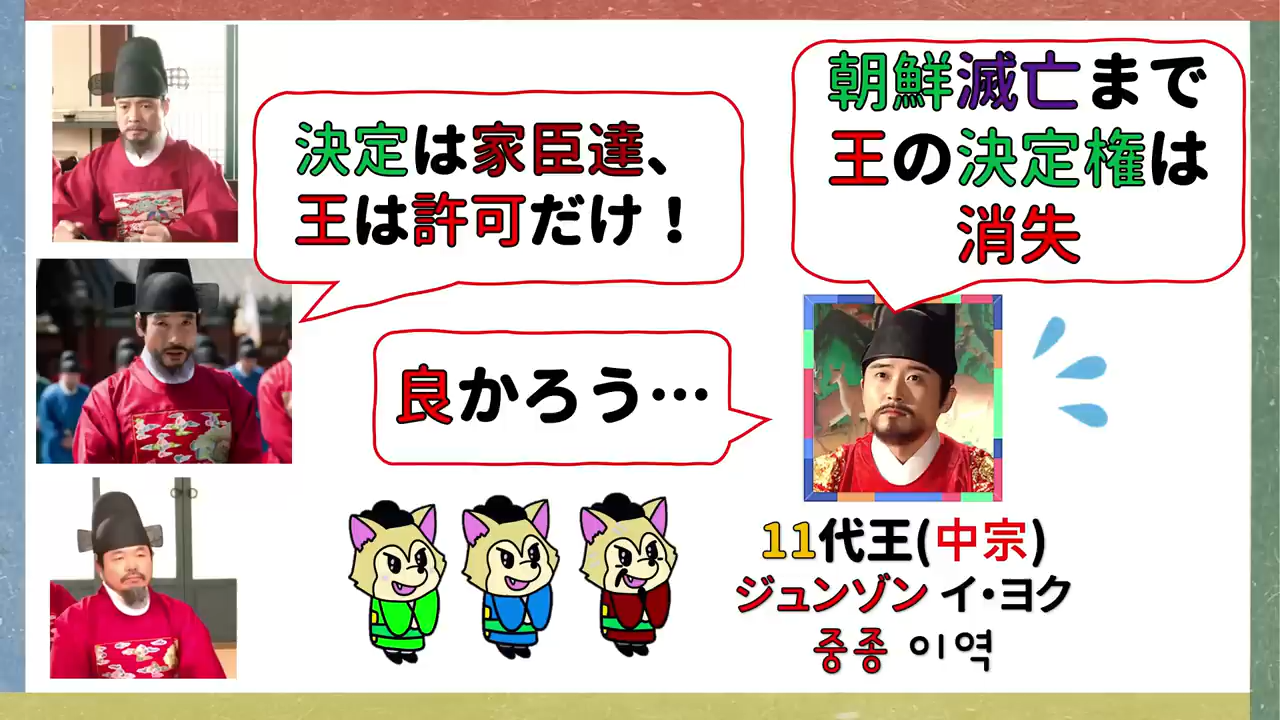 決定は家臣達、
王は許可だけ！
朝鮮滅亡まで
王の決定権は
消失
良かろう…
11代王(中宗)
ジュンゾン イ・ヨク
중종 이역